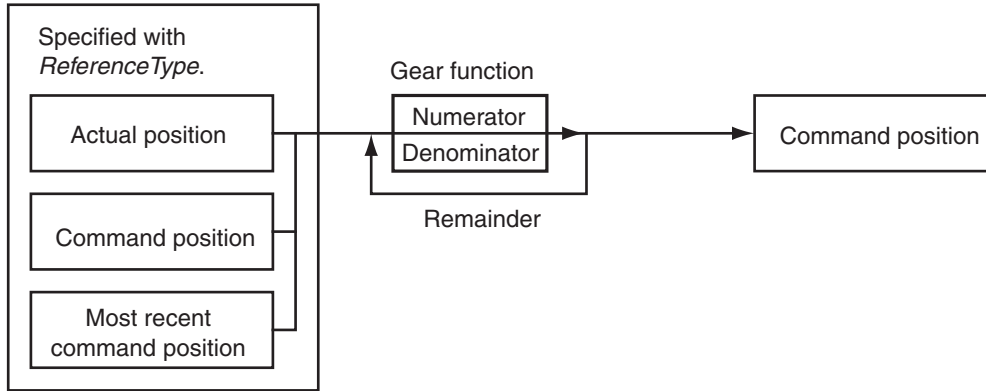 Specified with
ReferenceType.
Actual position
Command position
Most recent
command position
Gear function
Numerator
Denominator
Remainder
Command position